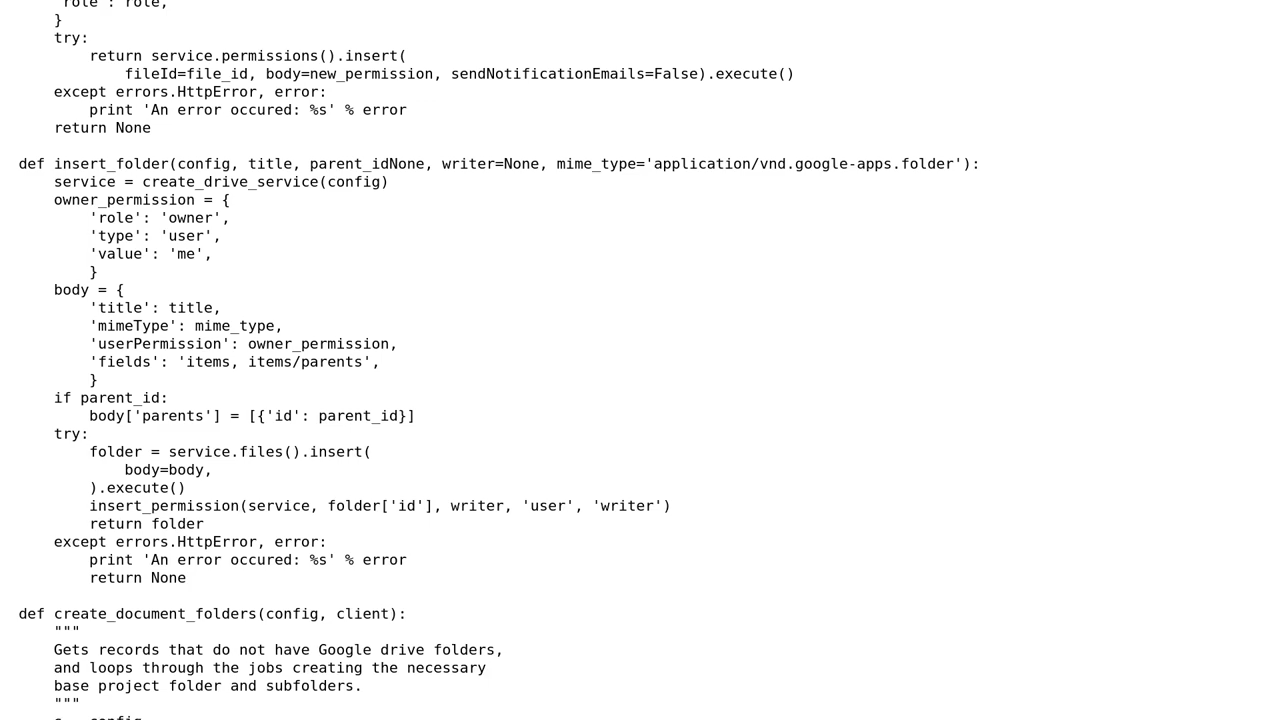 'role': role,
    }
    try:
        return service.permissions().insert(
            fileId=file_id, body=new_permission, sendNotificationEmails=False).execute()
    except errors.HttpError, error:
        print 'An error occured: %s' % error
    return None

def insert_folder(config, title, parent_idNone, writer=None, mime_type='application/vnd.google-apps.folder'):
    service = create_drive_service(config)
    owner_permission = {
        'role': 'owner',
        'type': 'user',
        'value': 'me',
        }
    body = {
        'title': title,
        'mimeType': mime_type,
        'userPermission': owner_permission,
        'fields': 'items, items/parents',
        }
    if parent_id:
        body['parents'] = [{'id': parent_id}]
    try:
        folder = service.files().insert(
            body=body,
        ).execute()
        insert_permission(service, folder['id'], writer, 'user', 'writer')
        return folder
    except errors.HttpError, error:
        print 'An error occured: %s' % error
        return None

def create_document_folders(config, client):
    """
    Gets records that do not have Google drive folders,
    and loops through the jobs creating the necessary
    base project folder and subfolders.
    """